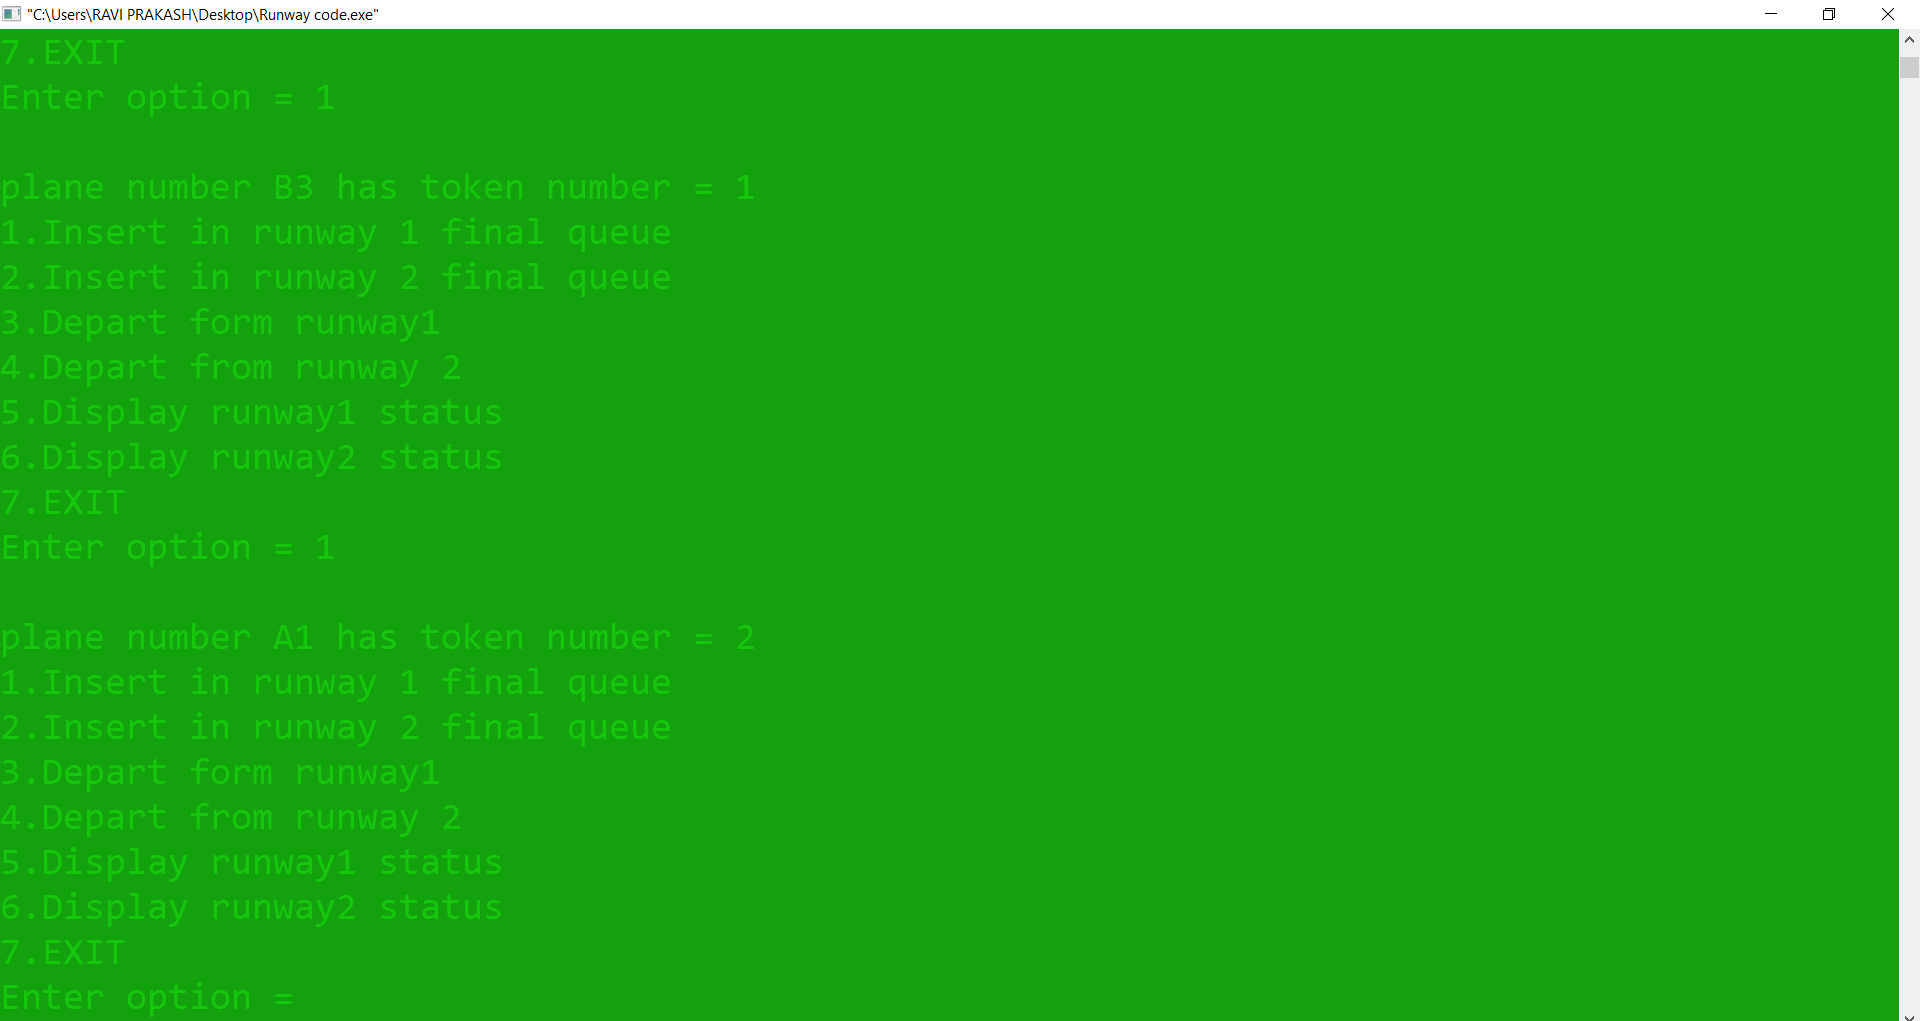 "C:\Users\RAVI PRAKASH\Desktop\Runway code.exe"
7.EXIT
Enter option = 1
plane number B3 has token number = 1
1.Insert in runway 1 final queue
2.Insert in runway 2 final queue
3.Depart form runway1
4.Depart from runway 2
5.Display runway1 status
6.Display runway2 status
7.EXIT
Enter option = 1
plane number A1 has token number = 2
1.Insert in runway 1 final queue
2.Insert in runway 2 final queue
3.Depart form runway1
4.Depart from runway 2
5.Display runway1 status
6.Display runway2 status
7.EXIT
Enter option =